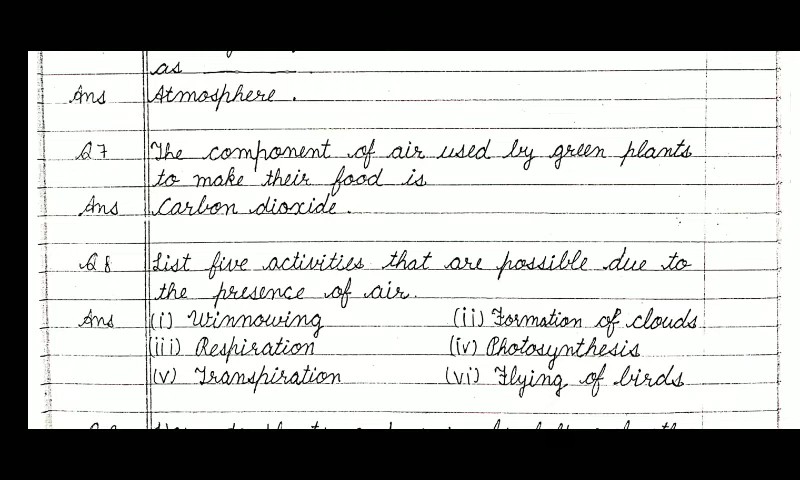 as
Ans Atmosphere.
Q7 The component of air used by green plants
to make their food is
Ans Carbon dioxide.
Q8 List five activities that are possible due to
the presence of air.
Ans (i) Winnowing (ii) Formation of clouds
(iii) Respiration (iv) Photosynthesis
(v) Transpiration (vi) Flying of birds